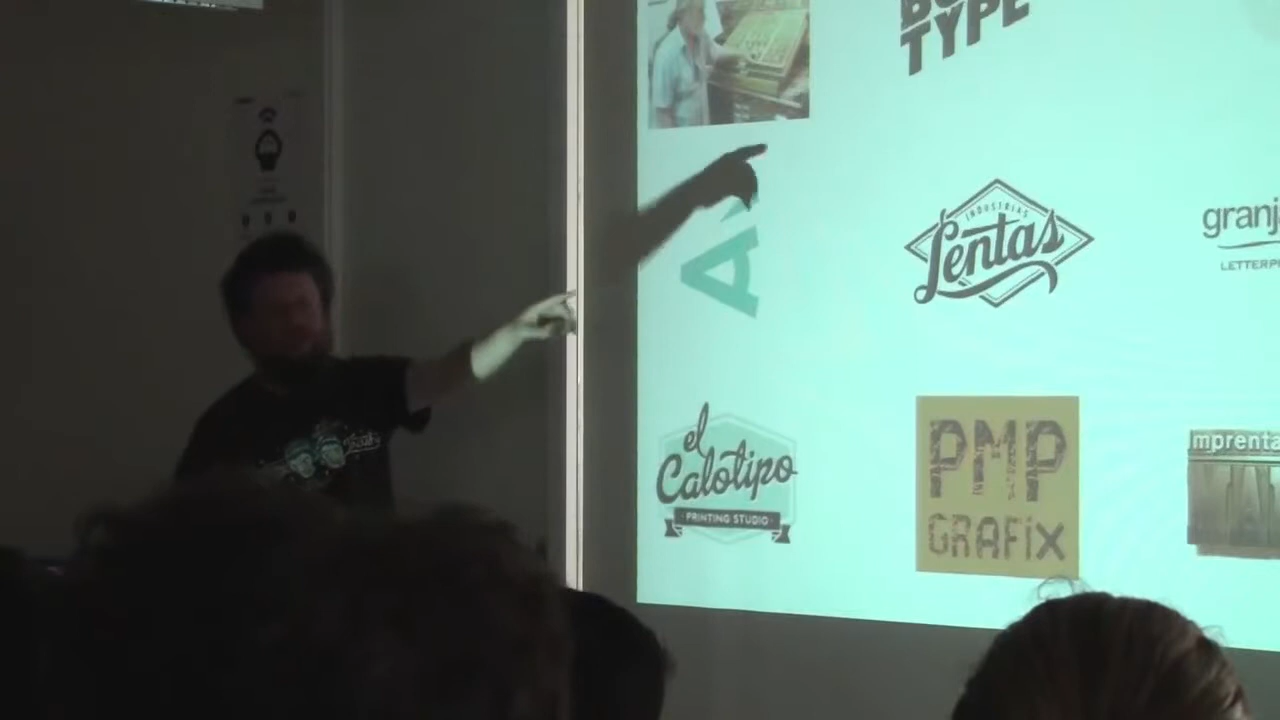 TYPE
INDUSTRIAS
Lentas
granj
LETTERP
A
el
Calotipo
PRINTING STUDIO
PMP
GRAFiX
mprenta